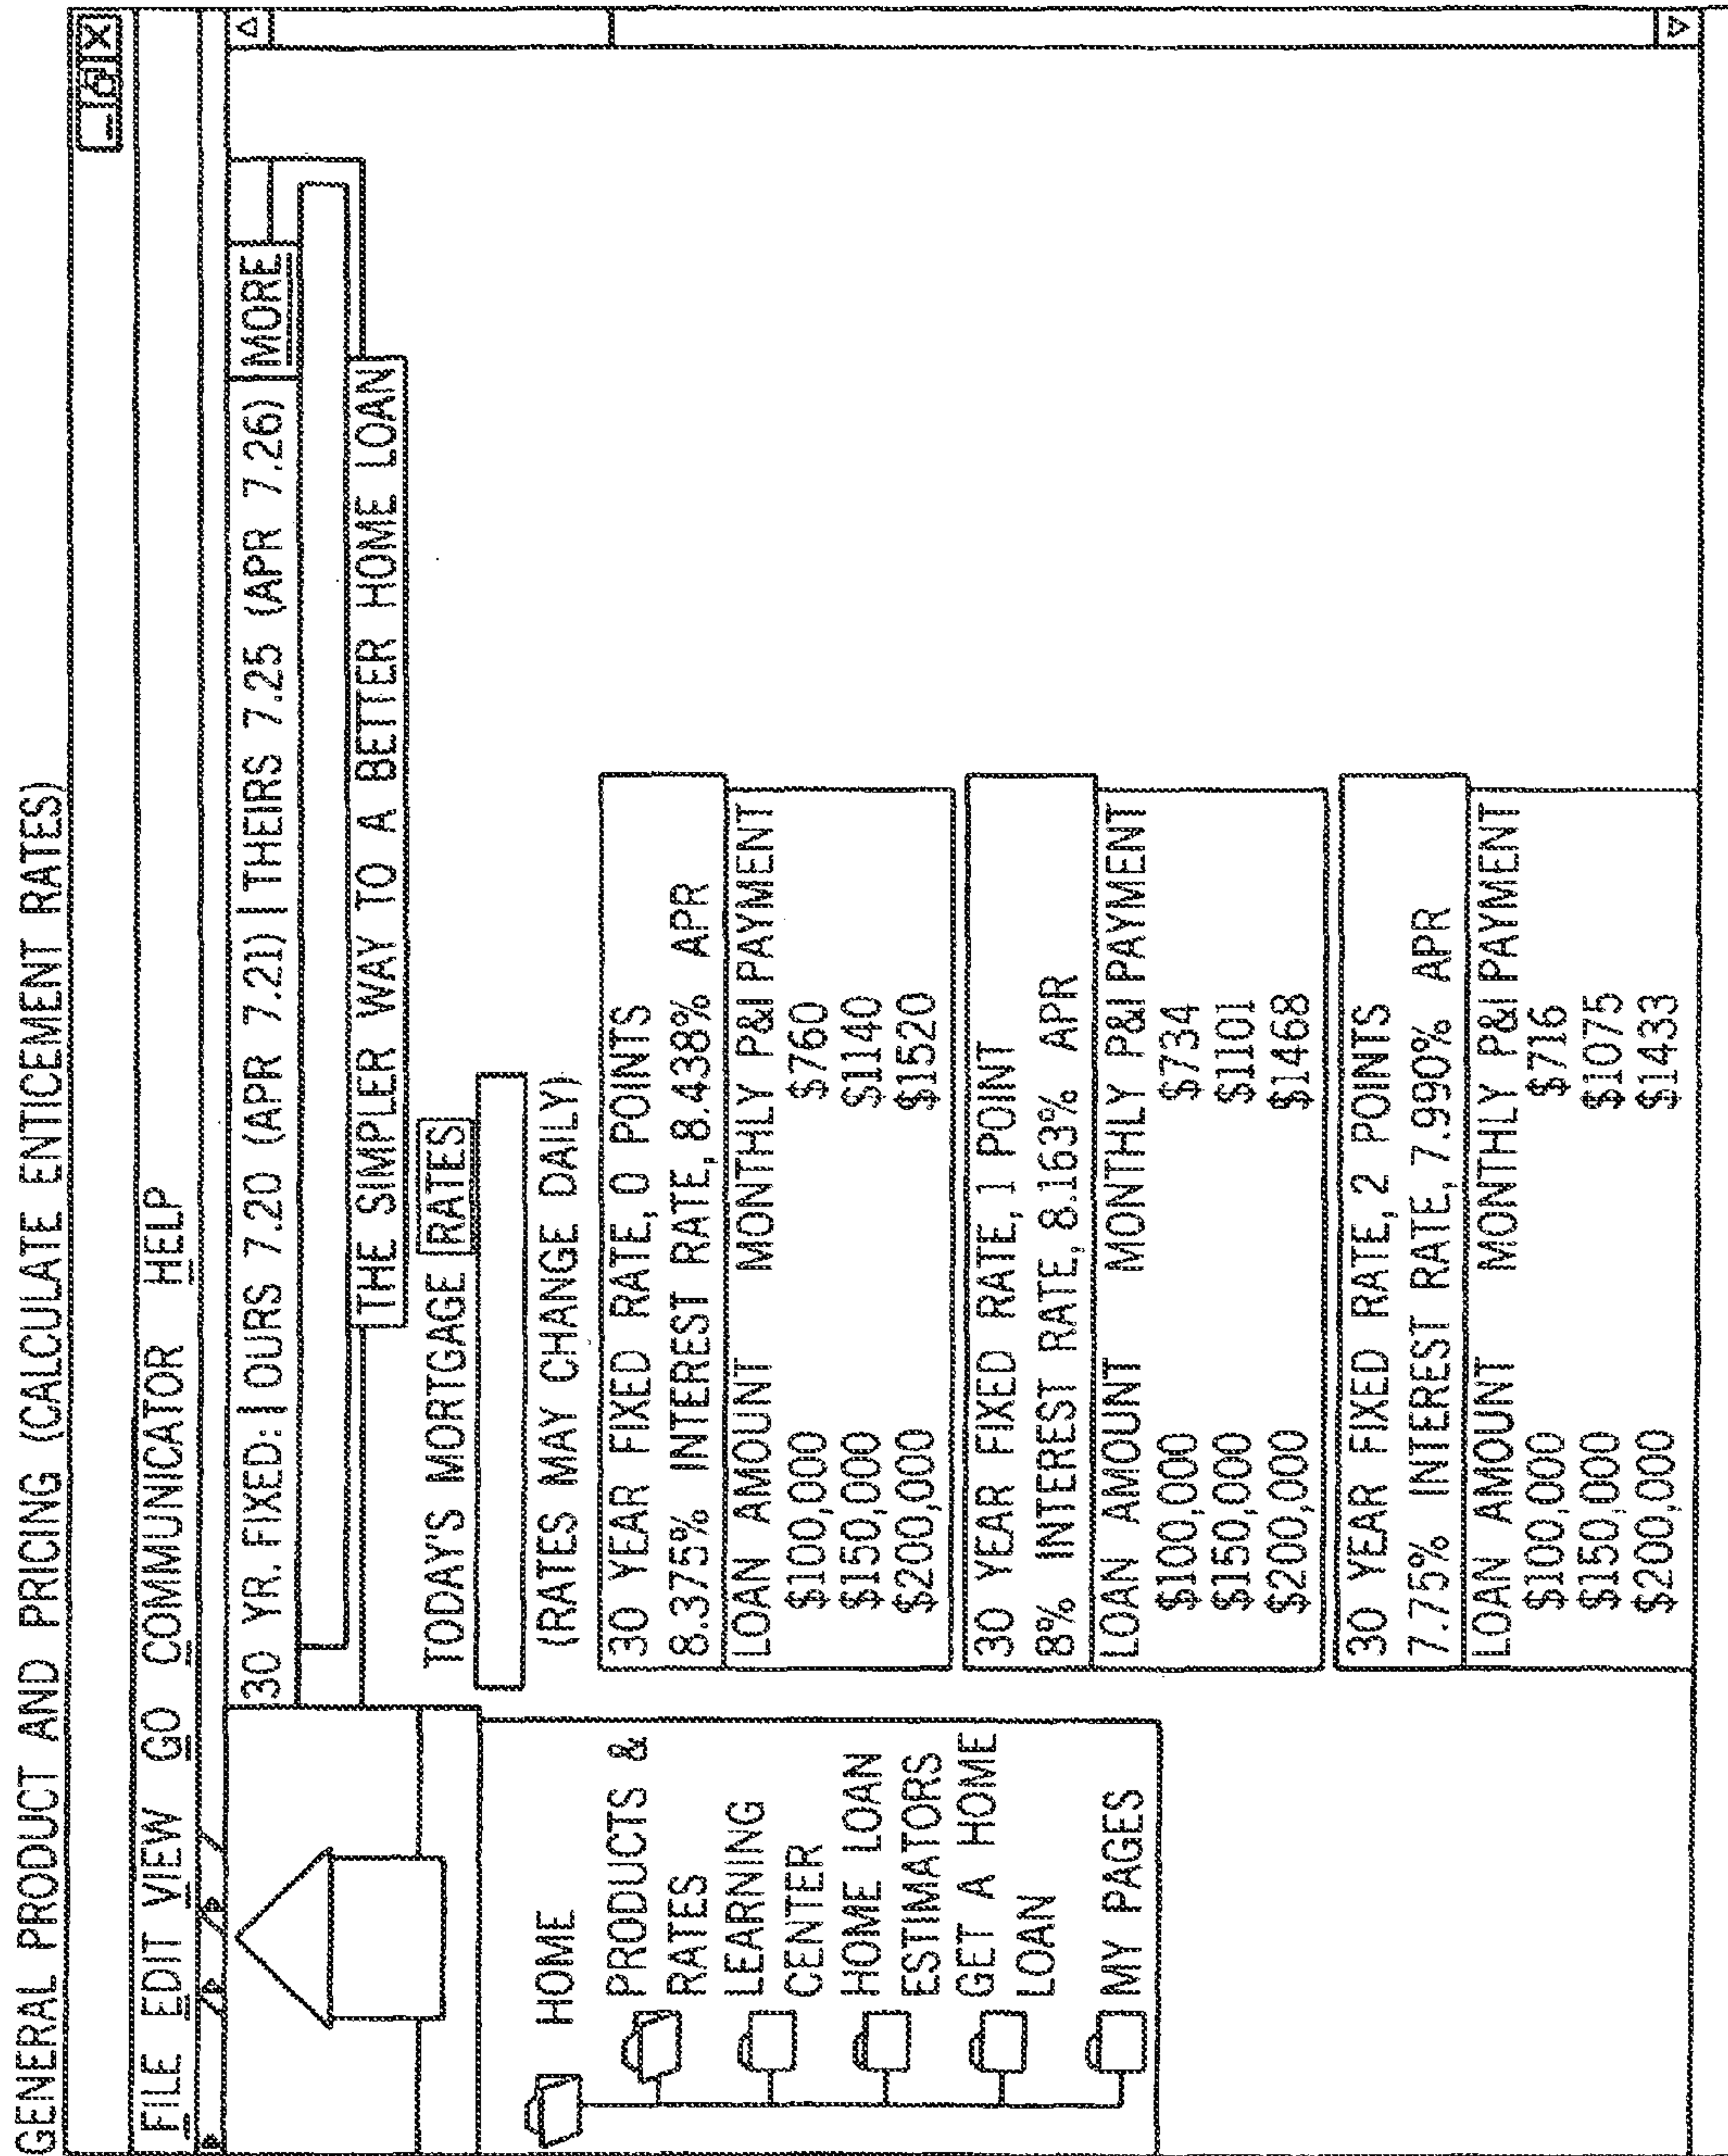 GENERAL PRODUCT AND PRICING (CALCULATE ENTICEMENT RATES)
FILE EDIT VIEW GO COMMUNICATOR HELP
30 YR. FIXED: | OURS 7.20 (APR 7.21) | THEIRS 7.25 (APR 7.26) | MORE
THE SIMPLER WAY TO A BETTER HOME LOAN
HOME
PRODUCTS &
RATES
LEARNING
CENTER
HOME LOAN
ESTIMATORS
GET A HOME
LOAN
MY PAGES
TODAY'S MORTGAGE RATES
(RATES MAY CHANGE DAILY)
30 YEAR FIXED RATE, 0 POINTS
8.375% INTEREST RATE, 8.438% APR
LOAN AMOUNT MONTHLY P&I PAYMENT
$100,000 $760
$150,000 $1140
$200,000 $1520
30 YEAR FIXED RATE, 1 POINT
8% INTEREST RATE, 8.163% APR
LOAN AMOUNT MONTHLY P&I PAYMENT
$100,000 $734
$150,000 $1101
$200,000 $1468
30 YEAR FIXED RATE, 2 POINTS
7.75% INTEREST RATE, 7.990% APR
LOAN AMOUNT MONTHLY P&I PAYMENT
$100,000 $716
$150,000 $1075
$200,000 $1433